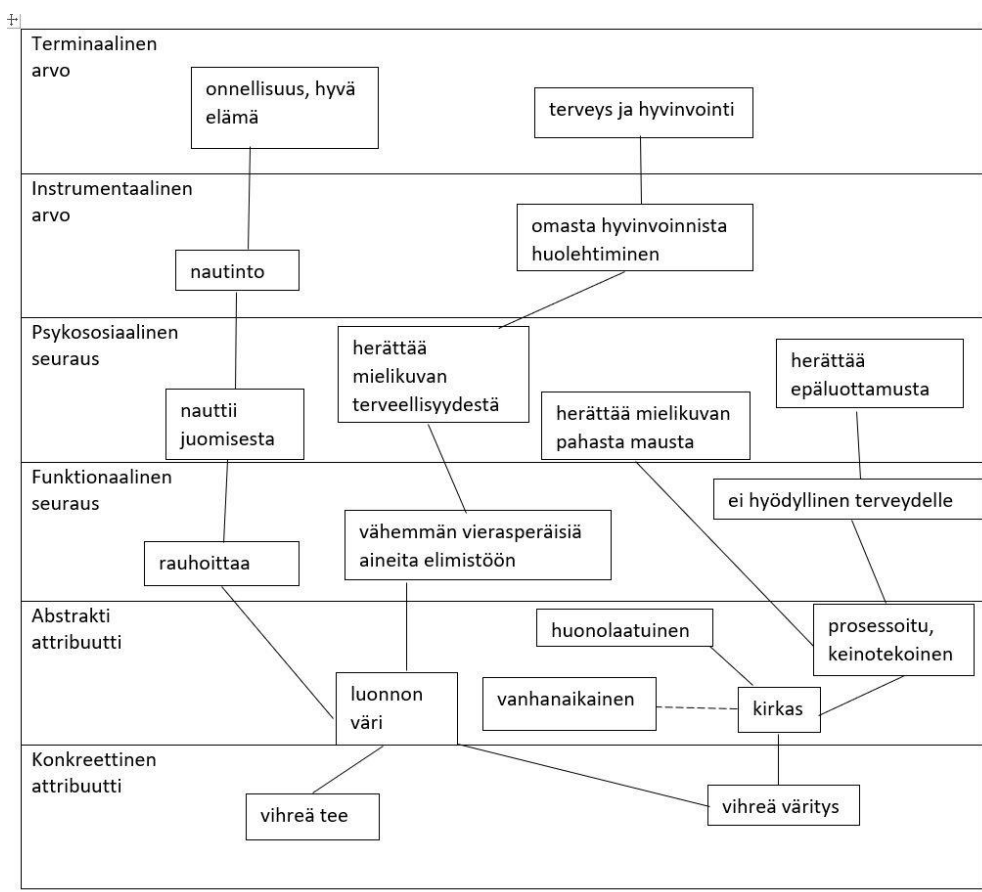 Terminaalinen
arvo
onnellisuus, hyvä
elämä
terveys ja hyvinvointi
Instrumentaalinen
arvo
omasta hyvinvoinnista
huolehtiminen
nautinto
Psykososiaalinen
seuraus
herättää
mielikuvan
terveellisyydestä
herättää
epäluottamusta
nauttii
juomisesta
herättää mielikuvan
pahasta mausta
Funktionaalinen
seuraus
ei hyödyllinen terveydelle
vähemmän vierasperäisiä
aineita elimistöön
rauhoittaa
Abstrakti
attribuutti
huonolaatuinen
prosessoitu,
keinotekoinen
luonnon
väri
vanhanaikainen
kirkas
Konkreettinen
attribuutti
vihreä tee
vihreä väritys